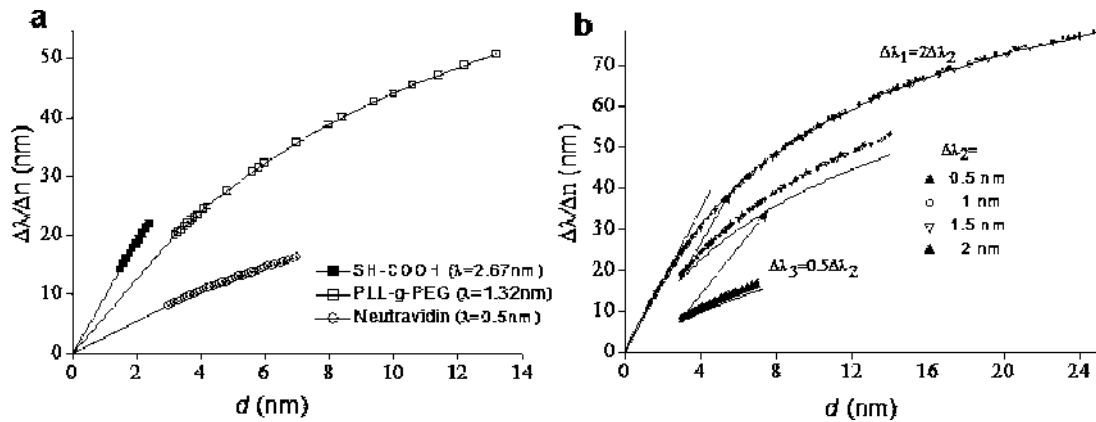 a
Δλ/Δn (nm)
50
40
30
20
10
0
0 2 4 6 8 10 12 14
d (nm)
SH-COOH (λ=2.67nm)
PLL-g-PEG (λ=1.32nm)
Neutravidin (λ=0.5nm)
b
Δλ/Δn (nm)
70
60
50
40
30
20
10
0
0 4 8 12 16 20 24
d (nm)
Δλ1=2Δλ2
Δλ2=
0.5 nm
1 nm
1.5 nm
2 nm
Δλ3=0.5Δλ2